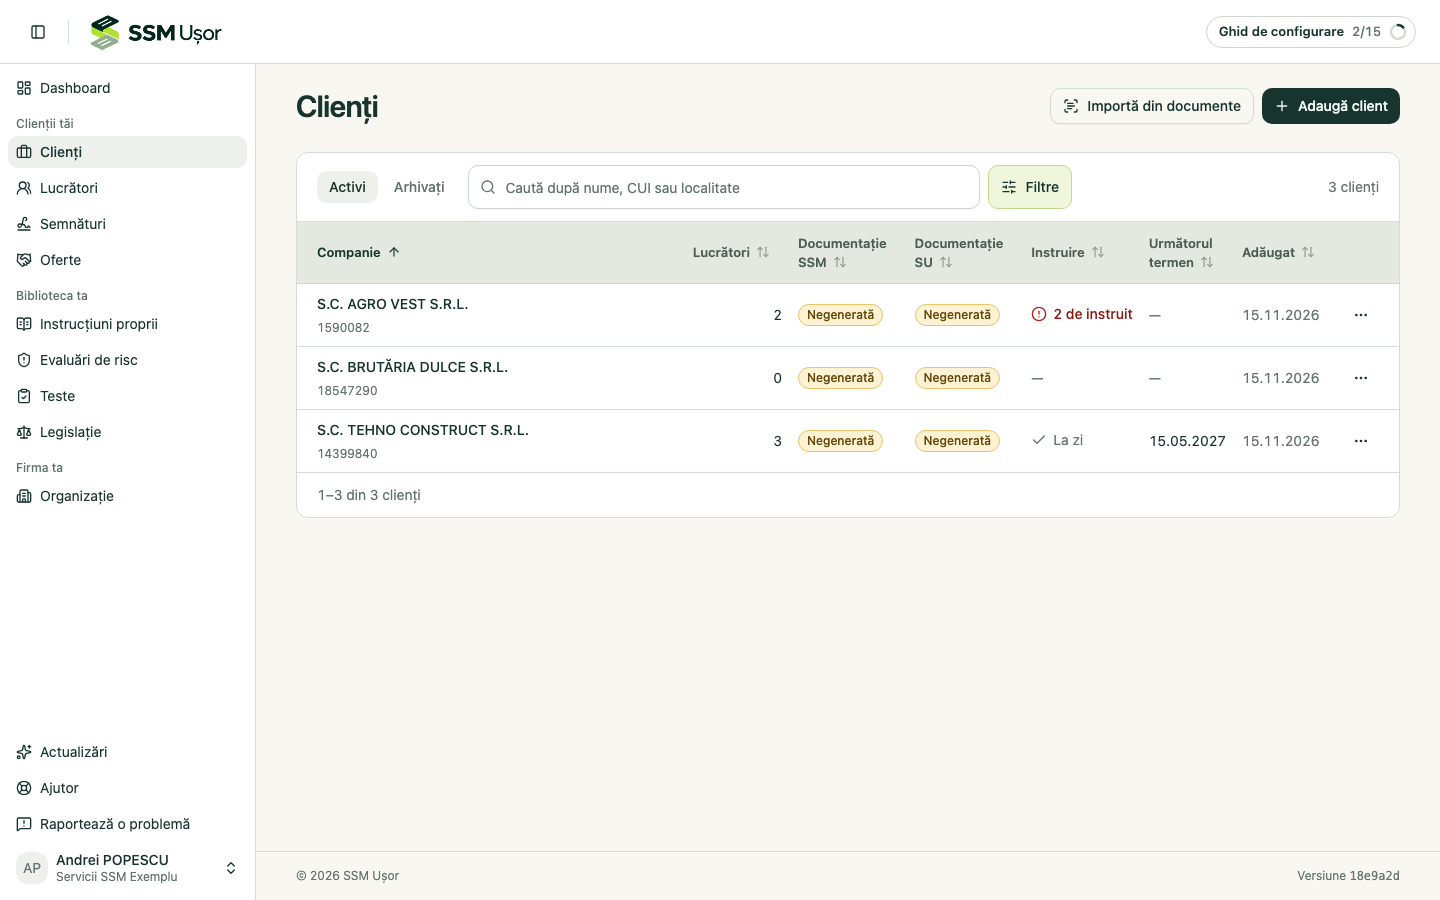 SSM Ușor
Ghid de configurare 2/15
Dashboard
Clienții tăi
Clienți
Lucrători
Semnături
Oferte
Biblioteca ta
Instrucțiuni proprii
Evaluări de risc
Teste
Legislație
Firma ta
Organizație
Actualizări
Ajutor
Raportează o problemă
AP
Andrei POPESCU
Servicii SSM Exemplu
Clienți
Importă din documente
Adaugă client
Activi
Arhivați
Caută după nume, CUI sau localitate
Filtre
3 clienți
Companie
Lucrători
Documentație SSM
Documentație SU
Instruire
Următorul termen
Adăugat
S.C. AGRO VEST S.R.L.
1590082
2
Negenerată
Negenerată
2 de instruit
—
15.11.2026
S.C. BRUTĂRIA DULCE S.R.L.
18547290
0
Negenerată
Negenerată
—
—
15.11.2026
S.C. TEHNO CONSTRUCT S.R.L.
14399840
3
Negenerată
Negenerată
La zi
15.05.2027
15.11.2026
1–3 din 3 clienți
© 2026 SSM Ușor
Versiune 18e9a2d